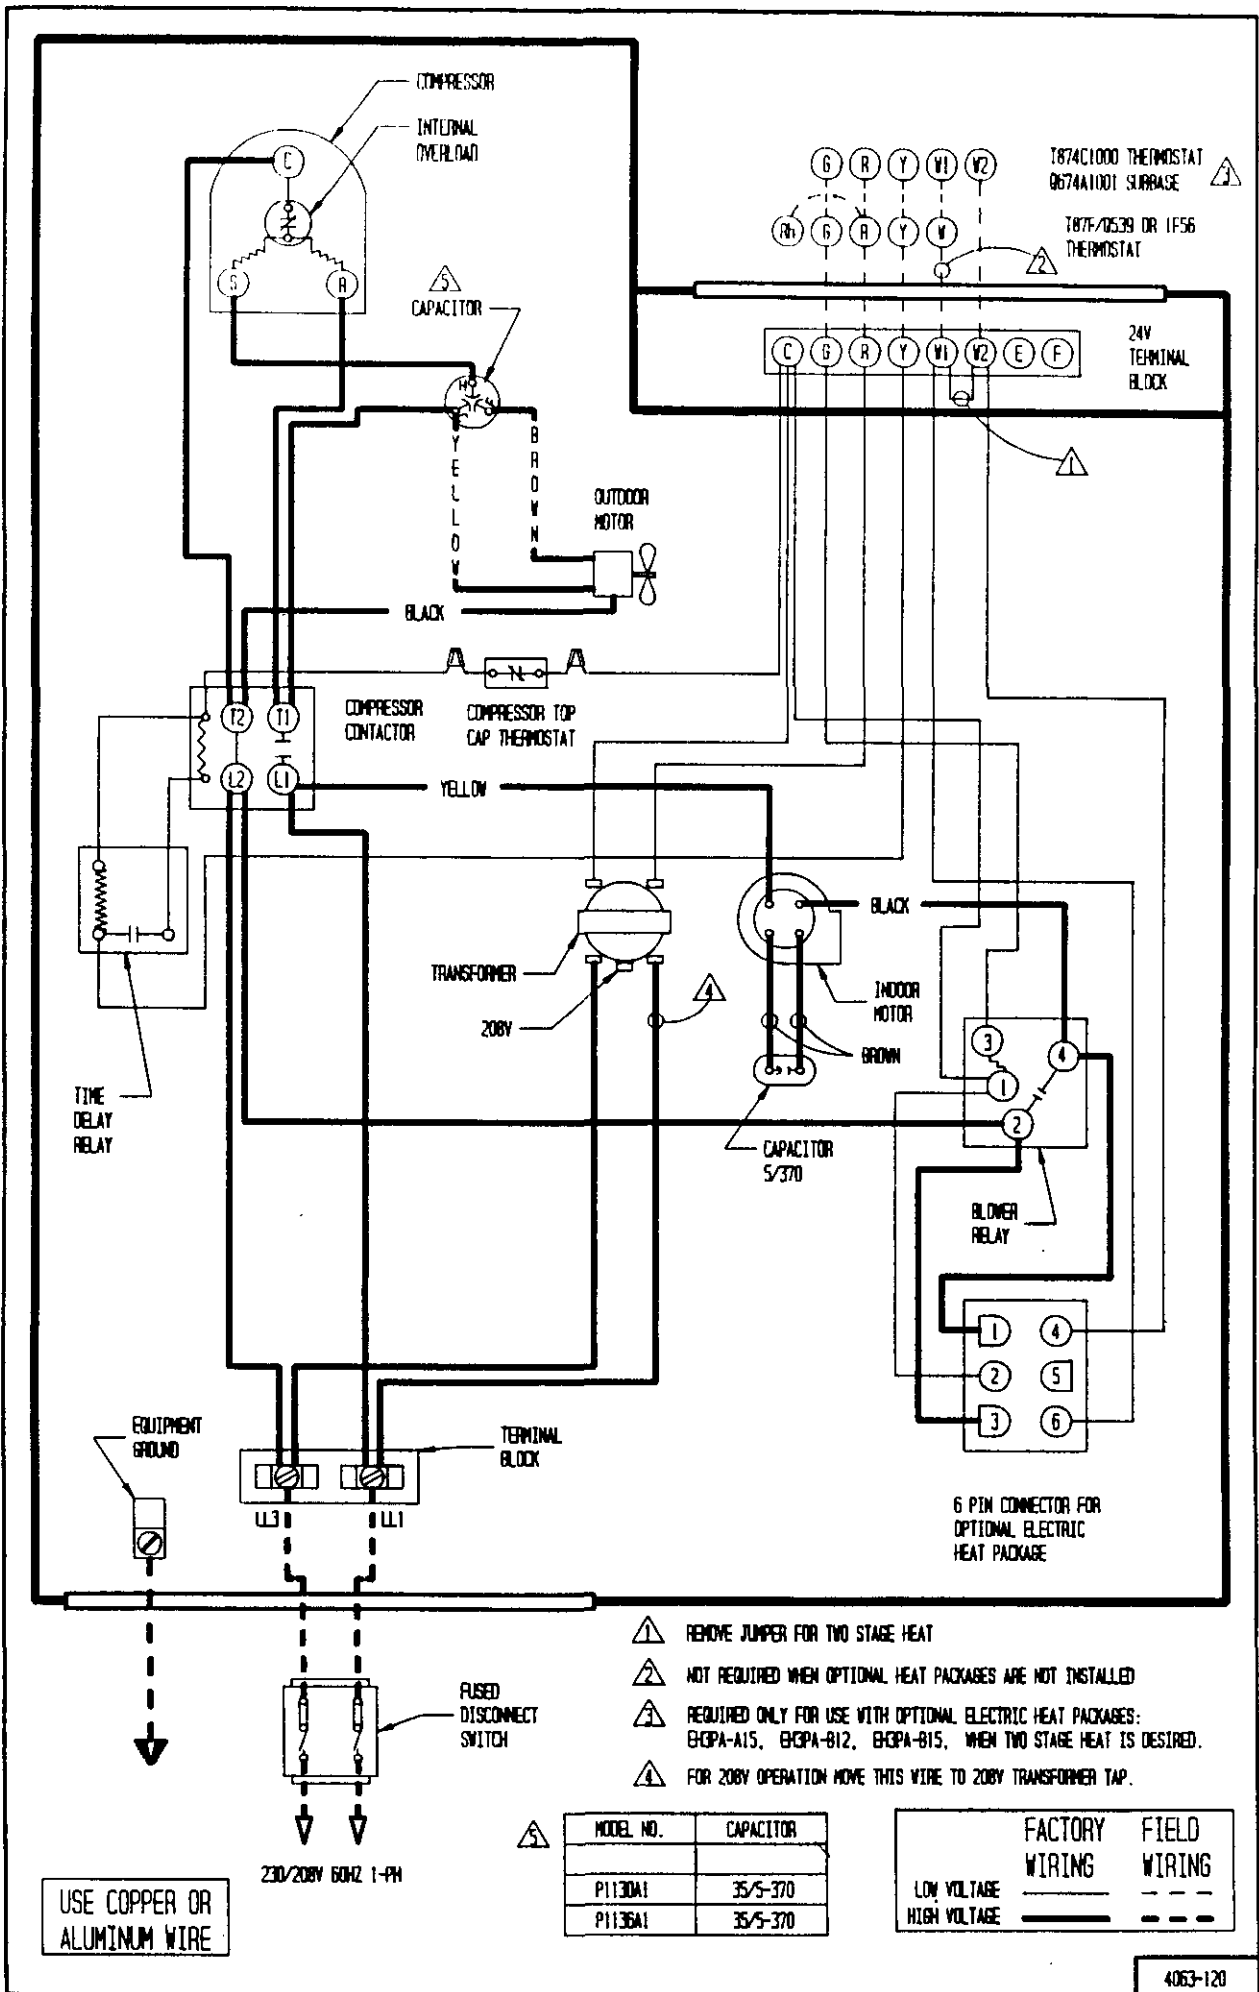 COMPRESSOR
INTERNAL
OVERLOAD
C
S
R
5
CAPACITOR
H
G R Y W1 W2
T874C1000 THERMOSTAT
Q674A1001 SUBBASE
3
Rh G R Y W
T87F/Q539 OR 1F56
THERMOSTAT
2
C G R Y W1 W2 E F
24V
TERMINAL
BLOCK
1
YELLOW
BROWN
OUTDOOR
MOTOR
BLACK
T2 T1
L2 L1
COMPRESSOR
CONTACTOR
COMPRESSOR TOP
CAP THERMOSTAT
YELLOW
BLACK
TRANSFORMER
208V
4
INDOOR
MOTOR
BROWN
CAPACITOR
5/370
TIME
DELAY
RELAY
3
4
1
2
BLOWER
RELAY
1 4
2 5
3 6
6 PIN CONNECTOR FOR
OPTIONAL ELECTRIC
HEAT PACKAGE
EQUIPMENT
GROUND
TERMINAL
BLOCK
LL3 LL1
FUSED
DISCONNECT
SWITCH
230/208V 60HZ 1-PH
1 REMOVE JUMPER FOR TWO STAGE HEAT
2 NOT REQUIRED WHEN OPTIONAL HEAT PACKAGES ARE NOT INSTALLED
3 REQUIRED ONLY FOR USE WITH OPTIONAL ELECTRIC HEAT PACKAGES:
EH3PA-A15, EH3PA-B12, EH3PA-B15, WHEN TWO STAGE HEAT IS DESIRED.
4 FOR 208V OPERATION MOVE THIS WIRE TO 208V TRANSFORMER TAP.
5
MODEL NO. CAPACITOR
P1130A1 35/5-370
P1136A1 35/5-370
FACTORY WIRING FIELD WIRING
LOW VOLTAGE
HIGH VOLTAGE
USE COPPER OR
ALUMINUM WIRE
4063-120